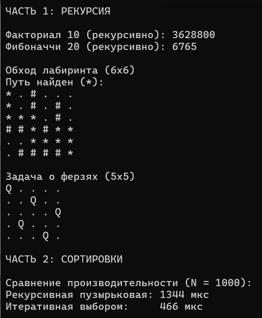 ЧАСТЬ 1: РЕКУРСИЯ
Факториал 10 (рекурсивно): 3628800
Фибоначчи 20 (рекурсивно): 6765
Обход лабиринта (6x6)
Путь найден (*):
* . # . . .
* . # . # .
* * * . # .
# # * # * *
. . * * * *
. # # # # *
Задача о ферзях (5x5)
Q . . . .
. . Q . .
. . . . Q
. Q . . .
. . . Q .
ЧАСТЬ 2: СОРТИРОВКИ
Сравнение производительности (N = 1000):
Рекурсивная пузырьковая: 1344 мкс
Итеративная выбором:     466 мкс